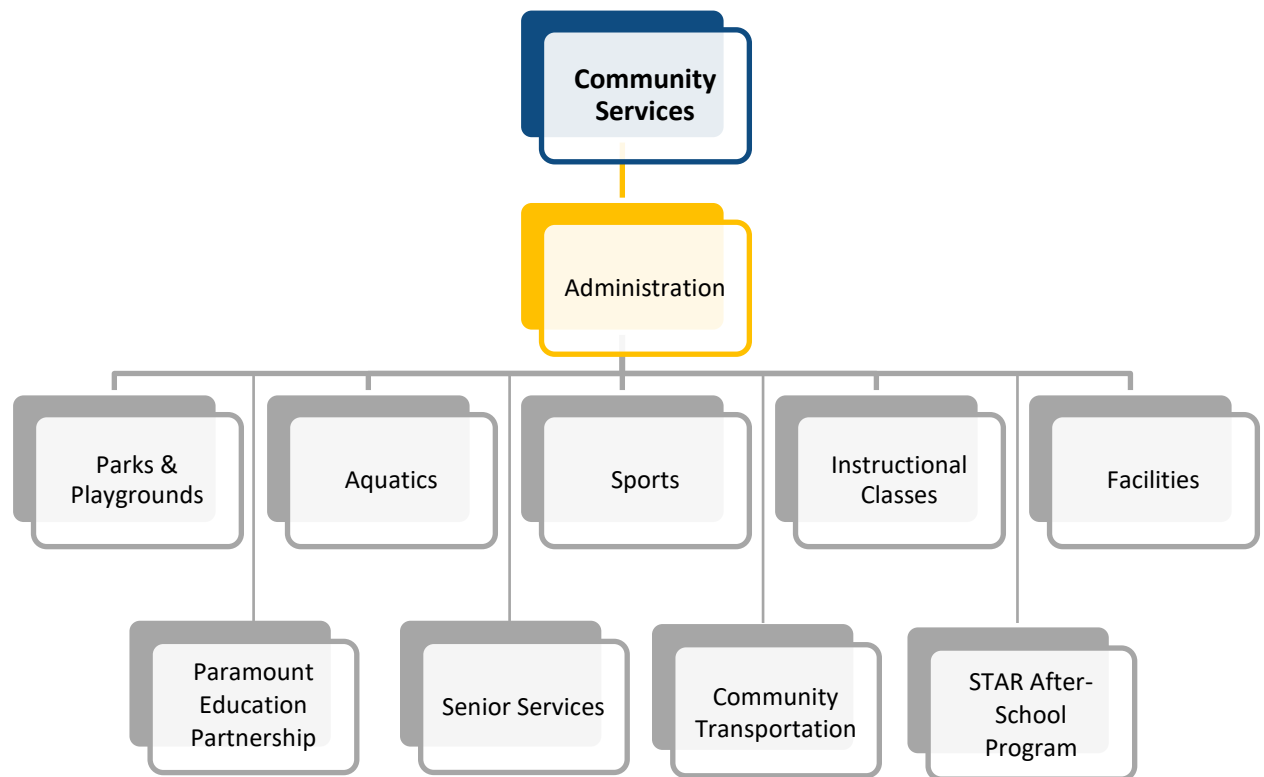 Community
Services
Administration
Parks &
Playgrounds
Aquatics
Sports
Instructional
Classes
Facilities
Paramount
Education
Partnership
Senior Services
Community
Transportation
STAR After-
School
Program